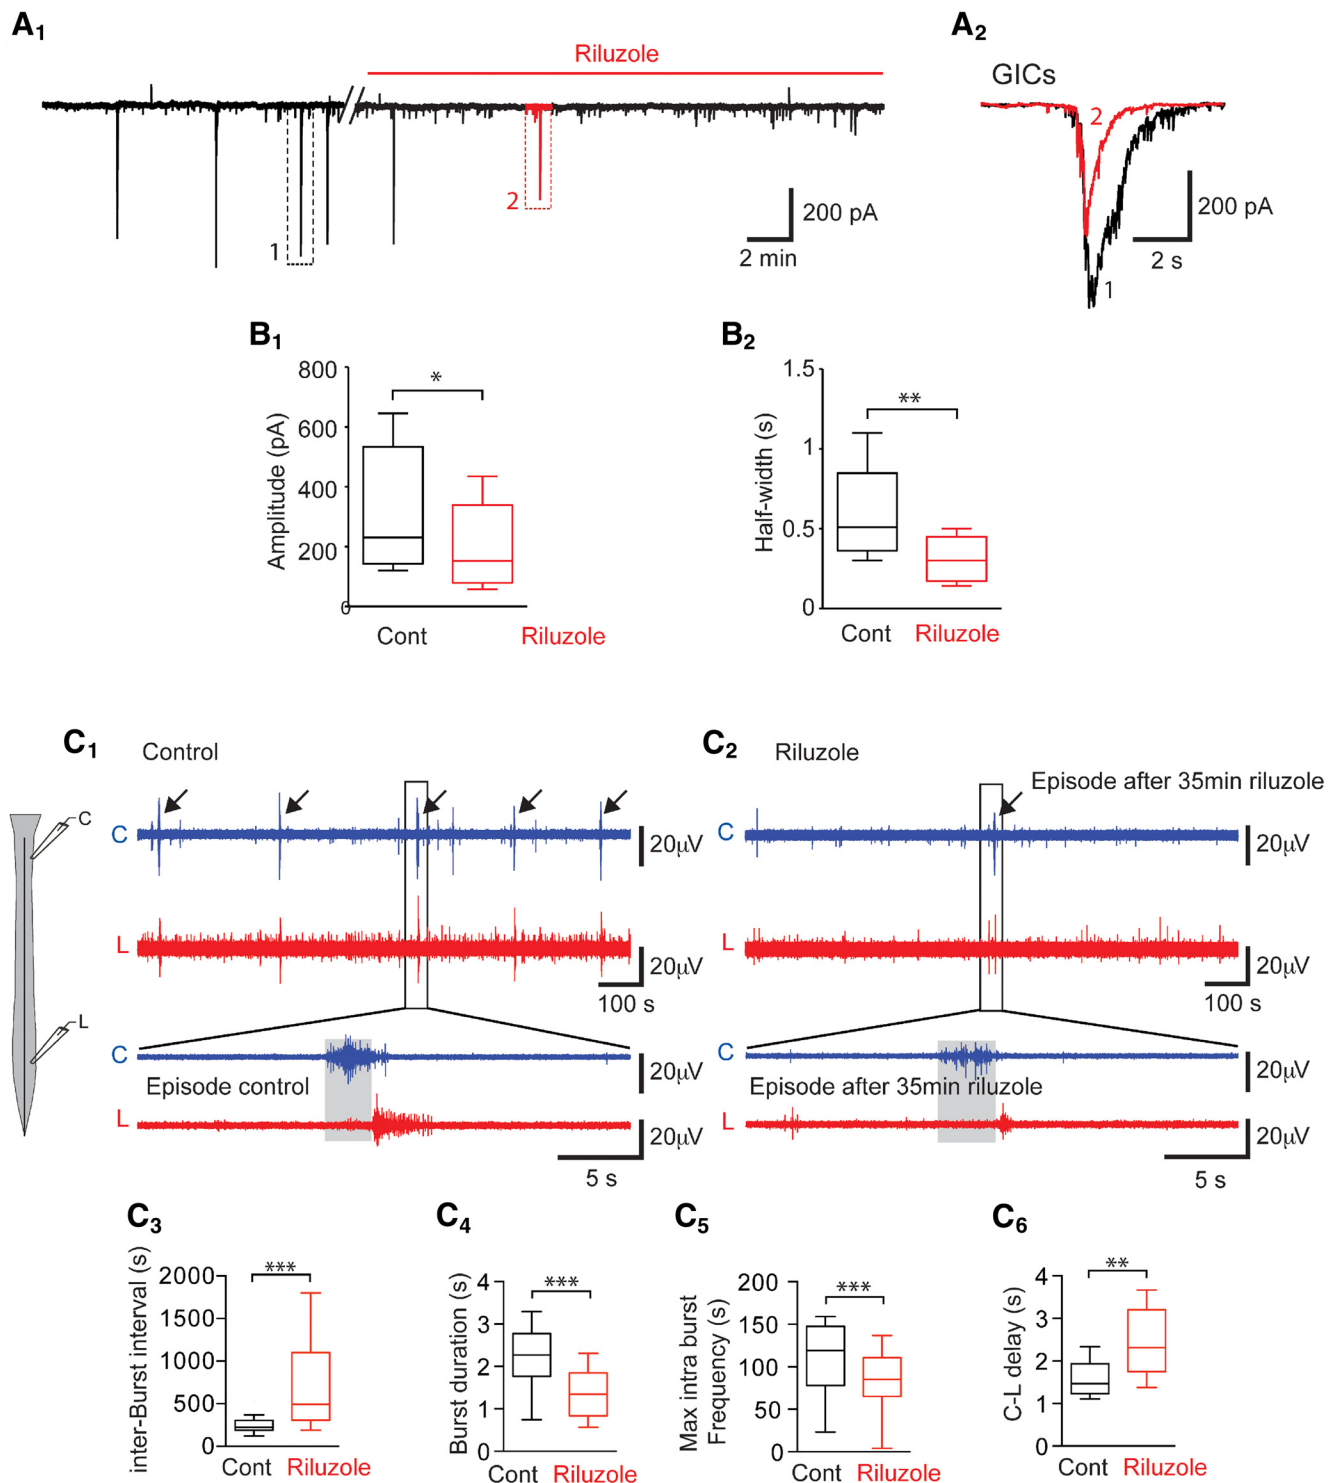 A1
A2
Riluzole
GICs
2
2
1
200 pA
2 min
200 pA
2 s
1
B1
B2
Amplitude (pA)
800
600
400
200
0
*
Cont
Riluzole
Half-width (s)
1.5
1
0.5
0
**
Cont
Riluzole
C1
Control
C2
Riluzole
Episode after 35min riluzole
C
L
C
20µV
L
20µV
100 s
C
20µV
Episode control
L
20µV
5 s
C
20µV
L
20µV
100 s
C
20µV
Episode after 35min riluzole
L
20µV
5 s
C3
inter-Burst interval (s)
2000
1500
1000
500
0
***
Cont
Riluzole
C4
Burst duration (s)
4
3
2
1
0
***
Cont
Riluzole
C5
Max intra burst
Frequency (s)
200
150
100
50
0
***
Cont
Riluzole
C6
C-L delay (s)
4
3
2
1
0
**
Cont
Riluzole